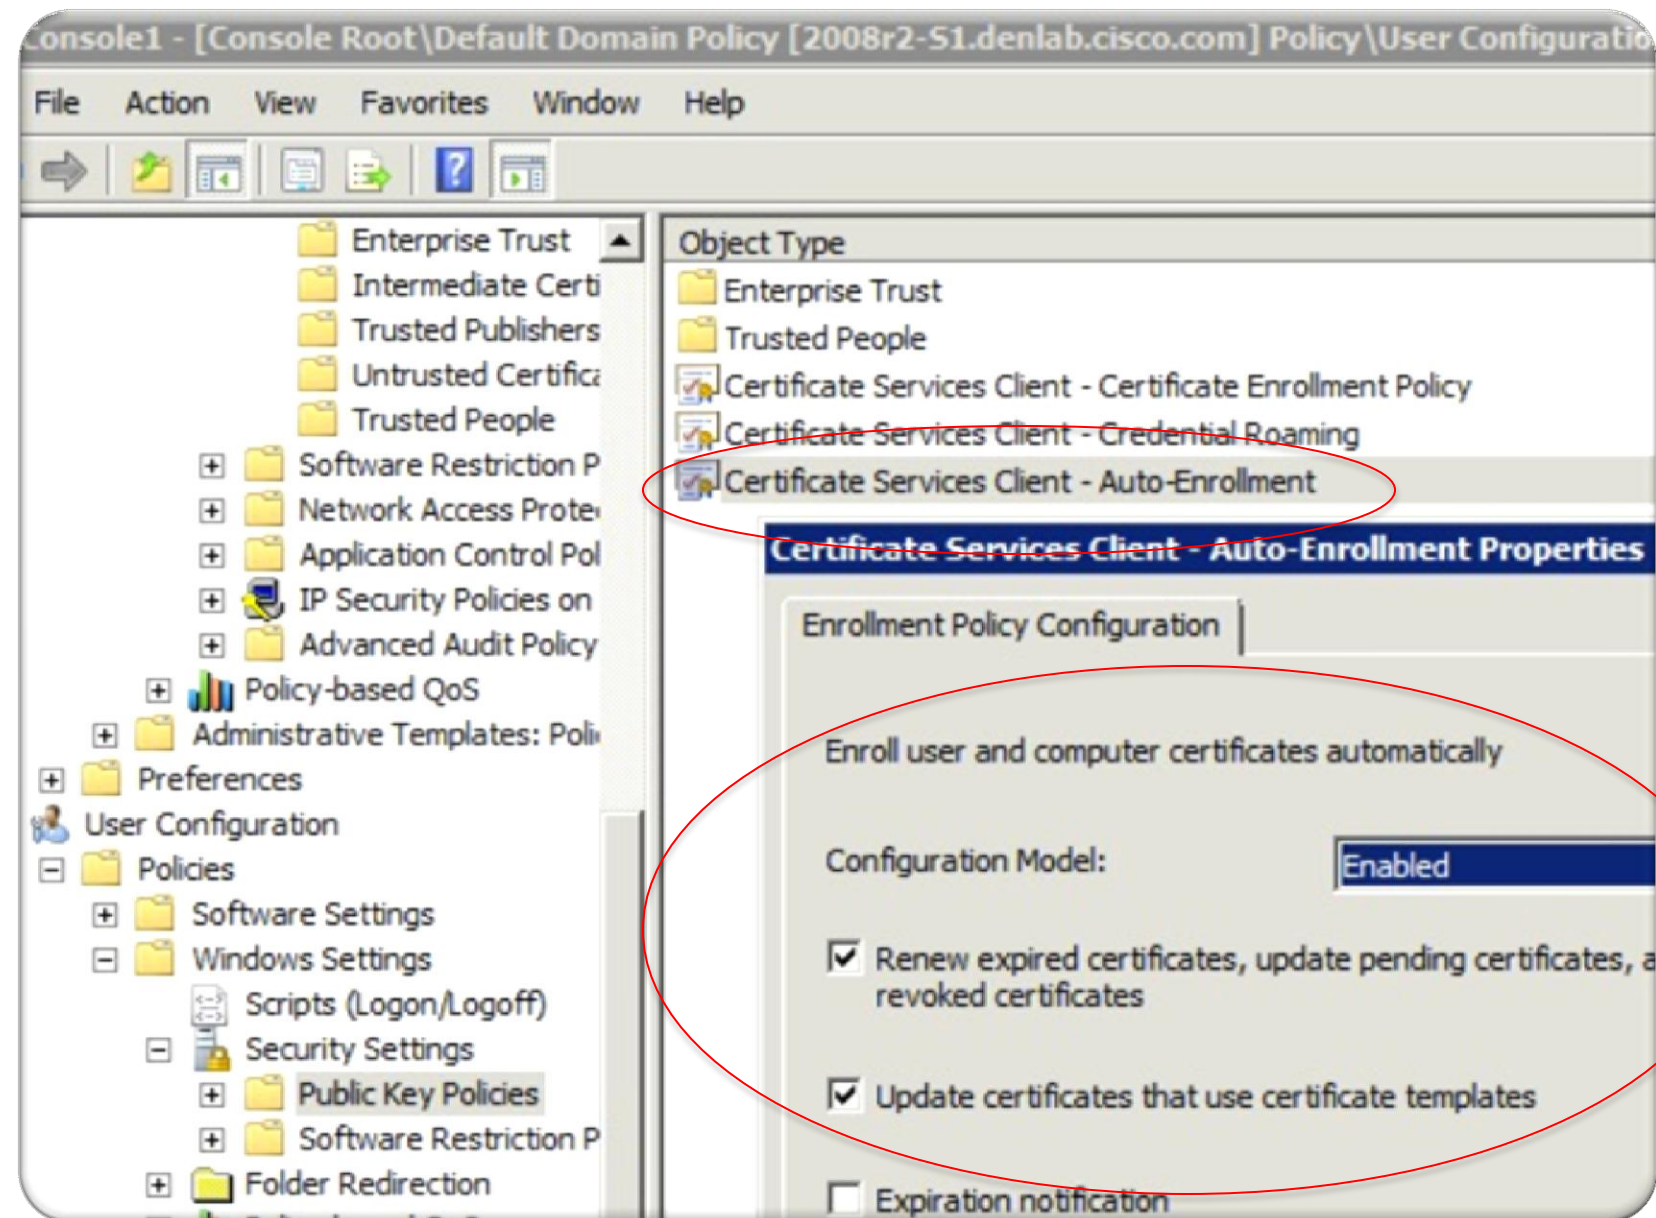 Console1 - [Console Root\Default Domain Policy [2008r2-S1.denlab.cisco.com] Policy\User Configuratio
File Action View Favorites Window Help
Enterprise Trust
Intermediate Certi
Trusted Publishers
Untrusted Certifica
Trusted People
Software Restriction P
Network Access Prote
Application Control Pol
IP Security Policies on
Advanced Audit Policy
Policy-based QoS
Administrative Templates: Poli
Preferences
User Configuration
Policies
Software Settings
Windows Settings
Scripts (Logon/Logoff)
Security Settings
Public Key Policies
Software Restriction P
Folder Redirection
Object Type
Enterprise Trust
Trusted People
Certificate Services Client - Certificate Enrollment Policy
Certificate Services Client - Credential Roaming
Certificate Services Client - Auto-Enrollment
Certificate Services Client - Auto-Enrollment Properties
Enrollment Policy Configuration
Enroll user and computer certificates automatically
Configuration Model: Enabled
Renew expired certificates, update pending certificates, a
revoked certificates
Update certificates that use certificate templates
Expiration notification